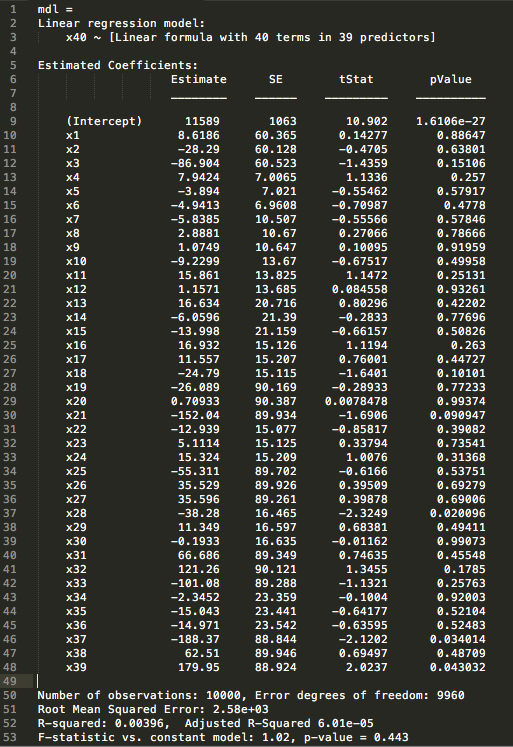 1 mdl =
2 Linear regression model:
3 x40 ~ [Linear formula with 40 terms in 39 predictors]
4
5 Estimated Coefficients:
6 Estimate SE tStat pValue
7 ________ ______ _________ __________
8
9 (Intercept) 11589 1063 10.902 1.6106e-27
10 x1 8.6186 60.365 0.14277 0.88647
11 x2 -28.29 60.128 -0.4705 0.63801
12 x3 -86.904 60.523 -1.4359 0.15106
13 x4 7.9424 7.0065 1.1336 0.257
14 x5 -3.894 7.021 -0.55462 0.57917
15 x6 -4.9413 6.9608 -0.70987 0.4778
16 x7 -5.8385 10.507 -0.55566 0.57846
17 x8 2.8881 10.67 0.27066 0.78666
18 x9 1.0749 10.647 0.10095 0.91959
19 x10 -9.2299 13.67 -0.67517 0.49958
20 x11 15.861 13.825 1.1472 0.25131
21 x12 1.1571 13.685 0.084558 0.93261
22 x13 16.634 20.716 0.80296 0.42202
23 x14 -6.0596 21.39 -0.2833 0.77696
24 x15 -13.998 21.159 -0.66157 0.50826
25 x16 16.932 15.126 1.1194 0.263
26 x17 11.557 15.207 0.76001 0.44727
27 x18 -24.79 15.115 -1.6401 0.10101
28 x19 -26.089 90.169 -0.28933 0.77233
29 x20 0.70933 90.387 0.0078478 0.99374
30 x21 -152.04 89.934 -1.6906 0.090947
31 x22 -12.939 15.077 -0.85817 0.39082
32 x23 5.1114 15.125 0.33794 0.73541
33 x24 15.324 15.209 1.0076 0.31368
34 x25 -55.311 89.702 -0.6166 0.53751
35 x26 35.529 89.926 0.39509 0.69279
36 x27 35.596 89.261 0.39878 0.69006
37 x28 -38.28 16.465 -2.3249 0.020096
38 x29 11.349 16.597 0.68381 0.49411
39 x30 -0.1933 16.635 -0.01162 0.99073
40 x31 66.686 89.349 0.74635 0.45548
41 x32 121.26 90.121 1.3455 0.1785
42 x33 -101.08 89.288 -1.1321 0.25763
43 x34 -2.3452 23.359 -0.1004 0.92003
44 x35 -15.043 23.441 -0.64177 0.52104
45 x36 -14.971 23.542 -0.63595 0.52483
46 x37 -188.37 88.844 -2.1202 0.034014
47 x38 62.51 89.946 0.69497 0.48709
48 x39 179.95 88.924 2.0237 0.043032
49
50 Number of observations: 10000, Error degrees of freedom: 9960
51 Root Mean Squared Error: 2.58e+03
52 R-squared: 0.00396, Adjusted R-Squared 6.01e-05
53 F-statistic vs. constant model: 1.02, p-value = 0.443